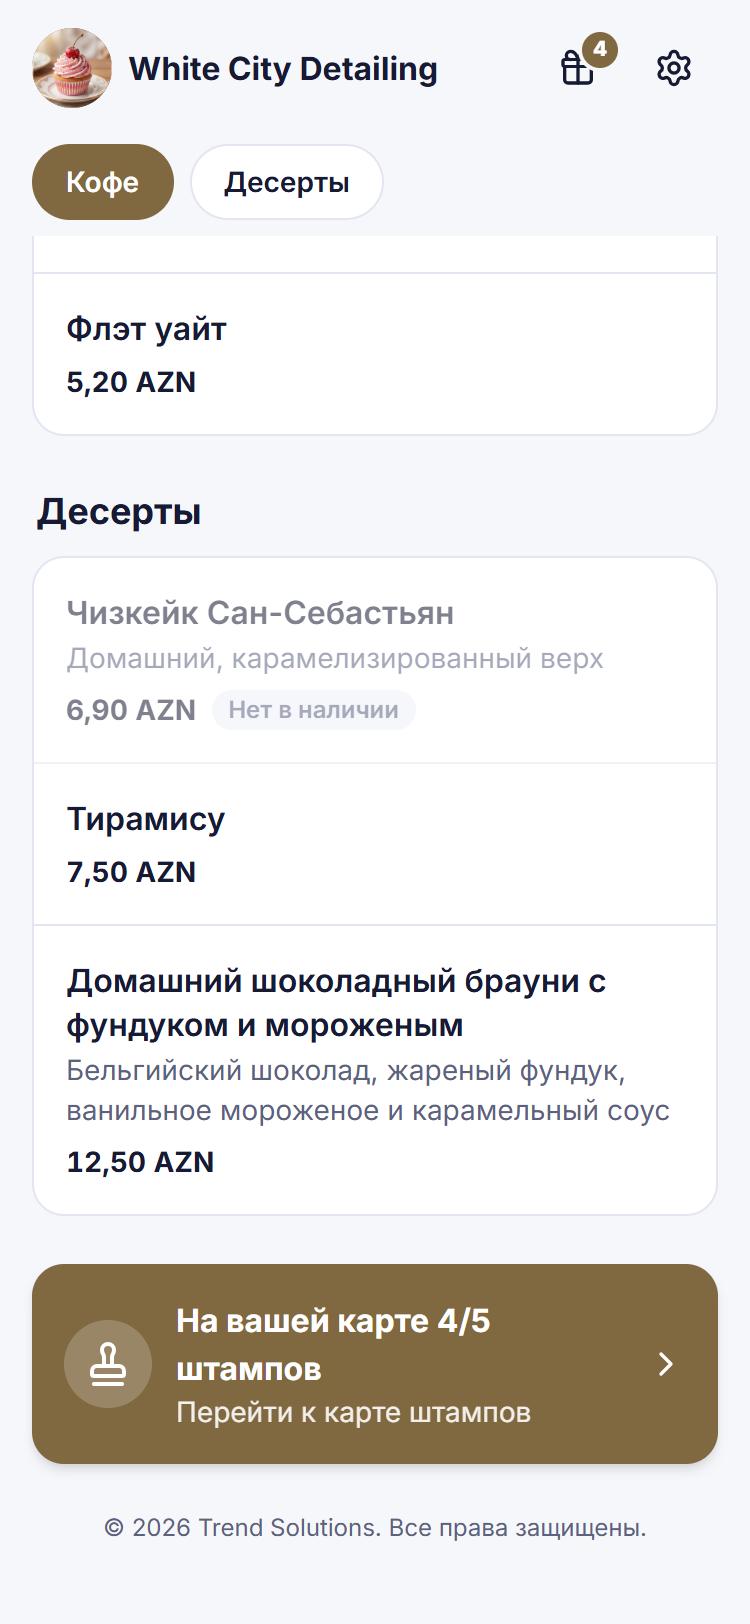 White City Detailing
4
Кофе
Десерты
Флэт уайт
5,20 AZN
Десерты
Чизкейк Сан-Себастьян
Домашний, карамелизированный верх
6,90 AZN Нет в наличии
Тирамису
7,50 AZN
Домашний шоколадный брауни с
фундуком и мороженым
Бельгийский шоколад, жареный фундук,
ванильное мороженое и карамельный соус
12,50 AZN
На вашей карте 4/5
штампов
Перейти к карте штампов
© 2026 Trend Solutions. Все права защищены.